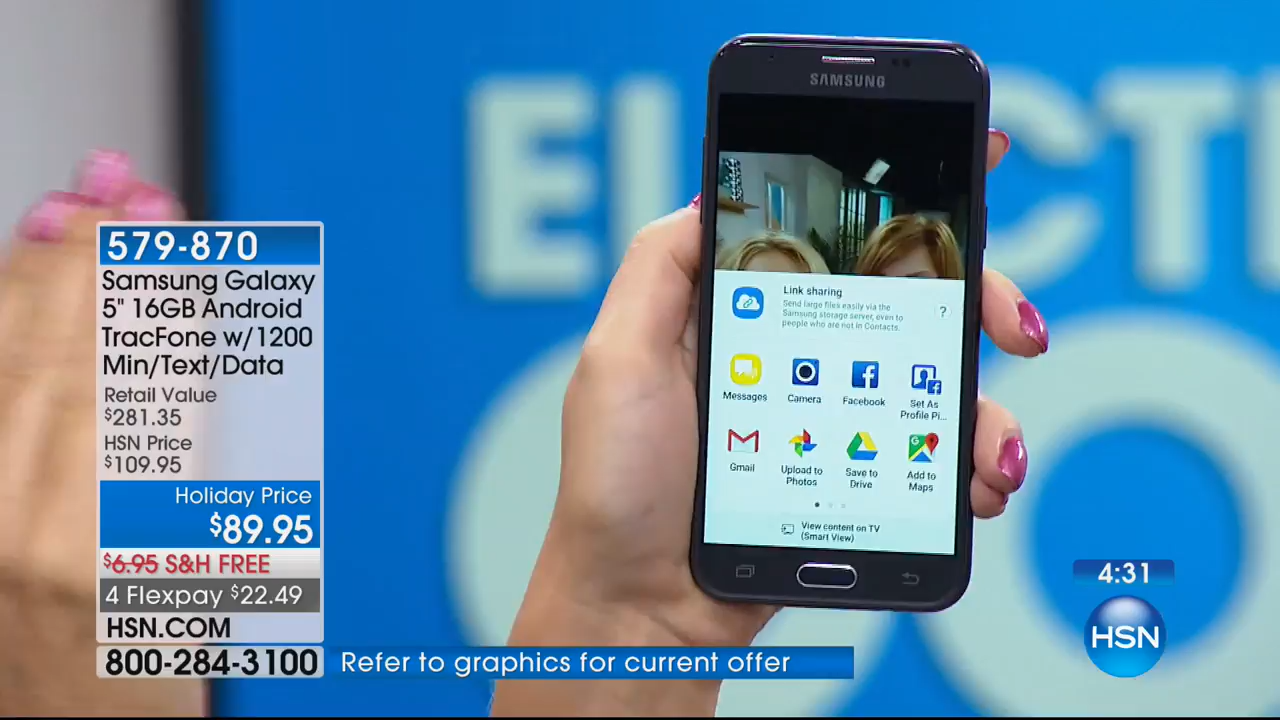 ELECT
SAMSUNG
579-870
Samsung Galaxy
5" 16GB Android
TracFone w/1200
Min/Text/Data
Retail Value
$281.35
HSN Price
$109.95
Holiday Price
$89.95
$6.95 S&H FREE
4 Flexpay $22.49
HSN.COM
800-284-3100
Refer to graphics for current offer
Link sharing
Send large files easily via the
Samsung storage server, even to
people who are not in Contacts.
?
Messages
Camera
Facebook
Set As
Profile Pi...
Gmail
Upload to
Photos
Save to
Drive
Add to
Maps
View content on TV
(Smart View)
4:31
HSN